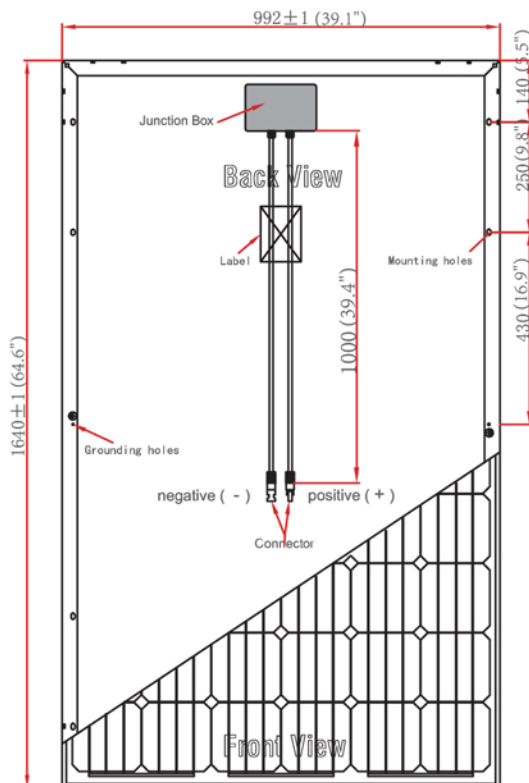 992±1 (39.1")
140 (5.5")
Junction Box
250 (9.8")
Back View
Label
Mounting holes
1000 (39.4")
430 (16.9")
1640±1 (64.6")
Grounding holes
negative ( - )
positive ( + )
Connector
Front View